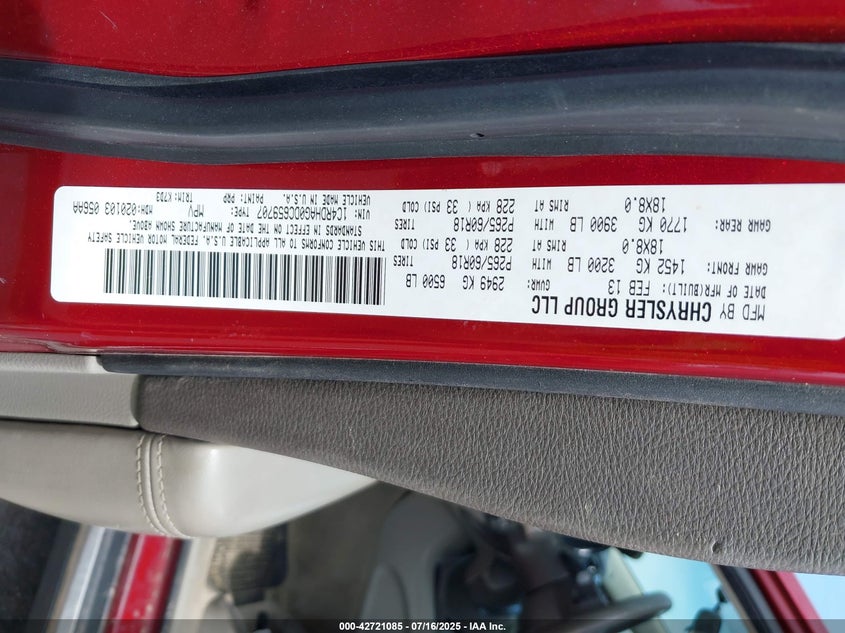 MFD BY CHRYSLER GROUP LLC
DATE OF MFR(BUILT): FEB 13 GVWR: 2949 KG 6500 LB
GAWR FRONT: 1452 KG 3200 LB WITH P265/60R18 TIRES
18X8.0 RIMS AT 228 KPA ( 33 PSI) COLD
GAWR REAR: 1770 KG 3900 LB WITH P265/60R18 TIRES
18X8.0 RIMS AT 228 KPA ( 33 PSI) COLD
THIS VEHICLE CONFORMS TO ALL APPLICABLE U.S.A. FEDERAL MOTOR VEHICLE SAFETY
STANDARDS IN EFFECT ON THE DATE OF MANUFACTURE SHOWN ABOVE.
VIN: 1C4RDHAG0DC659707 TYPE: MPV MDH: 020103 056AA
VEHICLE MADE IN U.S.A. PAINT: PRP TRIM: K7D3
000-42721085 - 07/16/2025 - IAA Inc.